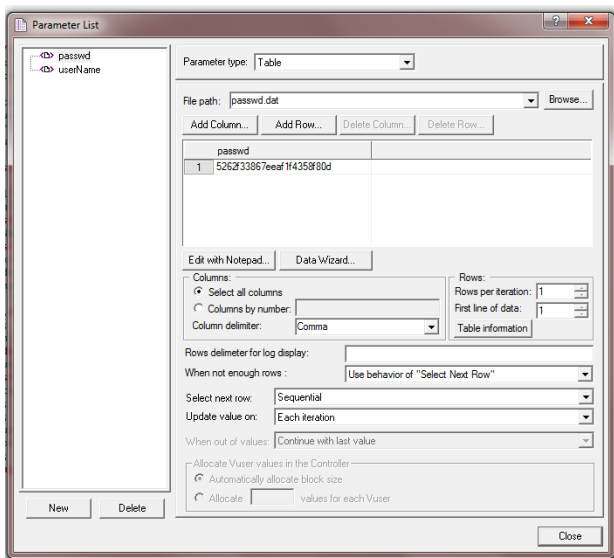 Parameter List
passwd
userName
Parameter type: Table
File path: passwd.dat Browse...
Add Column... Add Row... Delete Column... Delete Row...
passwd
1 5262f33867eeaf1f4358f80d
Edit with Notepad... Data Wizard...
Columns:
Select all columns
Columns by number:
Column delimiter: Comma
Rows:
Rows per iteration: 1
First line of data: 1
Table information
Rows delimeter for log display:
When not enough rows : Use behavior of "Select Next Row"
Select next row: Sequential
Update value on: Each iteration
When out of values: Continue with last value
Allocate Vuser values in the Controller
Automatically allocate block size
Allocate values for each Vuser
New Delete
Close